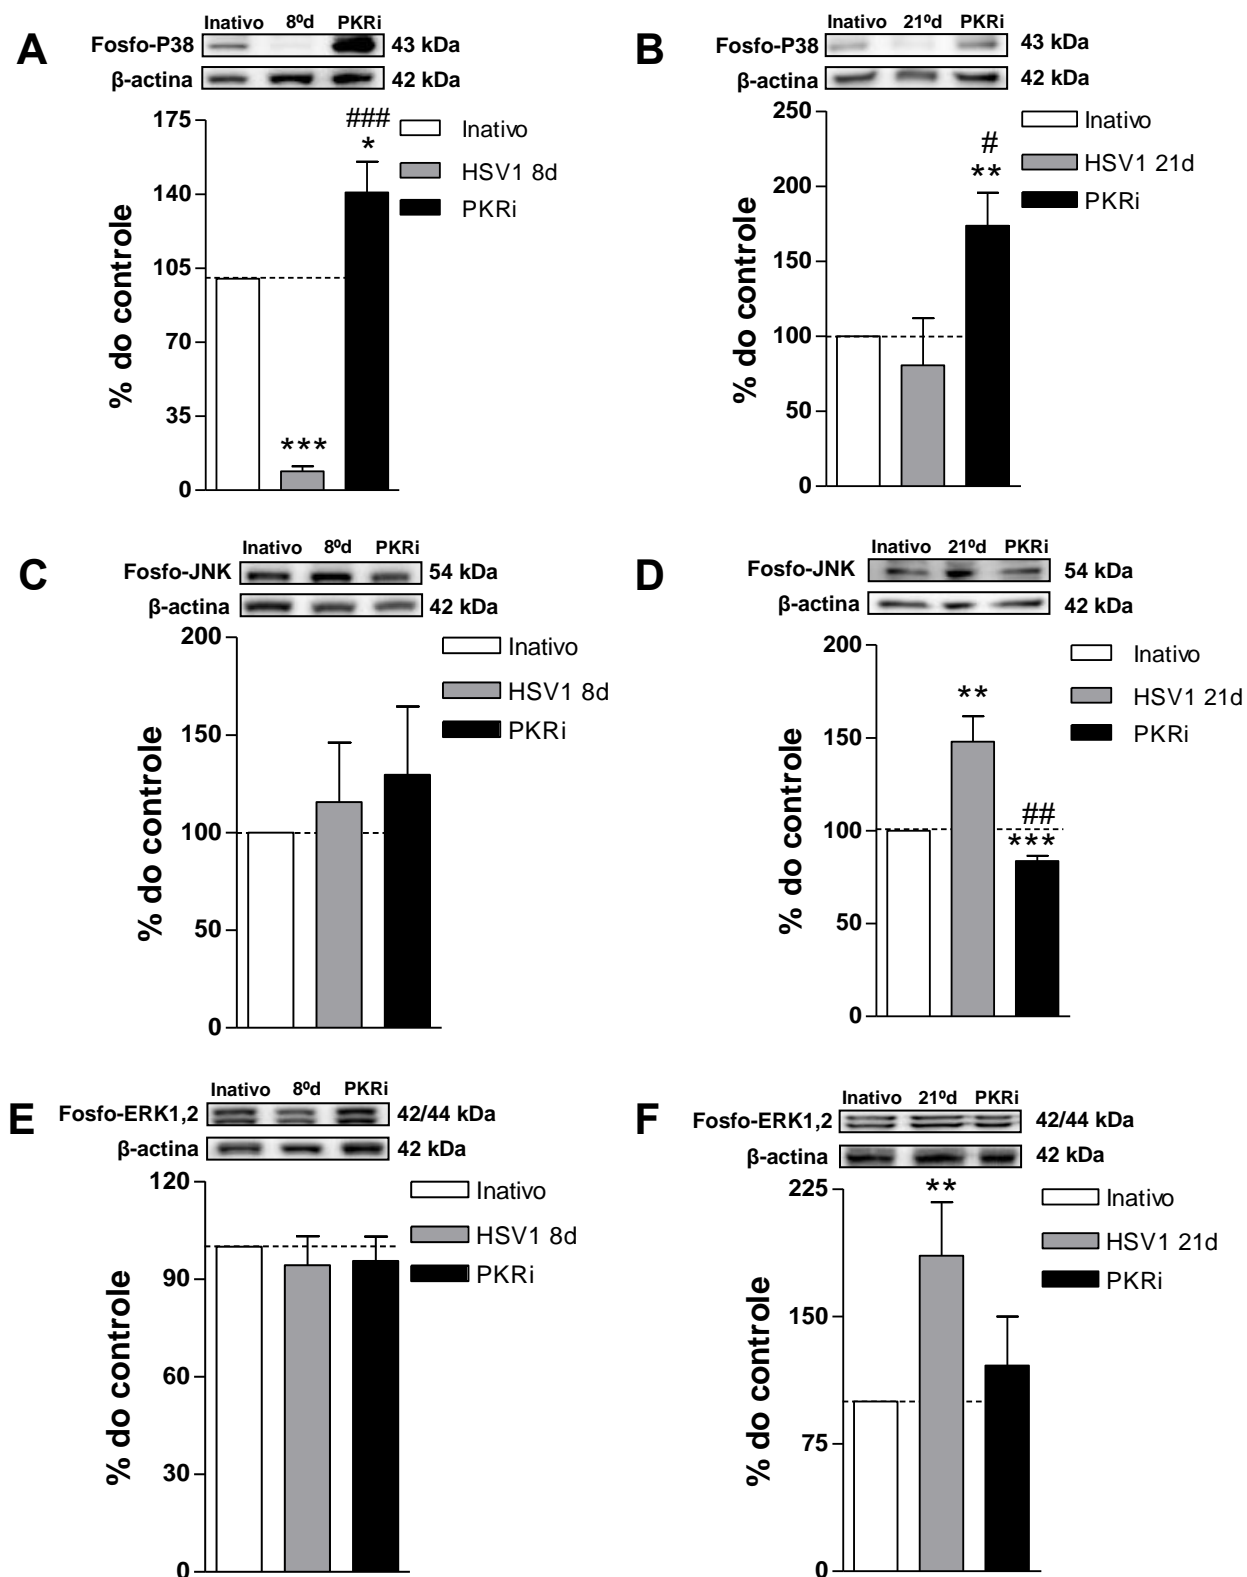 A
Inativo 8ºd PKRi
Fosfo-P38 43 kDa
β-actina 42 kDa
175
140
105
70
35
0
% do controle
###
*
***
Inativo
HSV1 8d
PKRi
B
Inativo 21ºd PKRi
Fosfo-P38 43 kDa
β-actina 42 kDa
250
200
150
100
50
0
% do controle
#
**
Inativo
HSV1 21d
PKRi
C
Inativo 8ºd PKRi
Fosfo-JNK 54 kDa
β-actina 42 kDa
200
150
100
50
0
% do controle
Inativo
HSV1 8d
PKRi
D
Inativo 21ºd PKRi
Fosfo-JNK 54 kDa
β-actina 42 kDa
200
150
100
50
0
% do controle
**
##
***
Inativo
HSV1 21d
PKRi
E
Inativo 8ºd PKRi
Fosfo-ERK1,2 42/44 kDa
β-actina 42 kDa
120
90
60
30
0
% do controle
Inativo
HSV1 8d
PKRi
F
Inativo 21ºd PKRi
Fosfo-ERK1,2 42/44 kDa
β-actina 42 kDa
225
150
75
0
% do controle
**
Inativo
HSV1 21d
PKRi